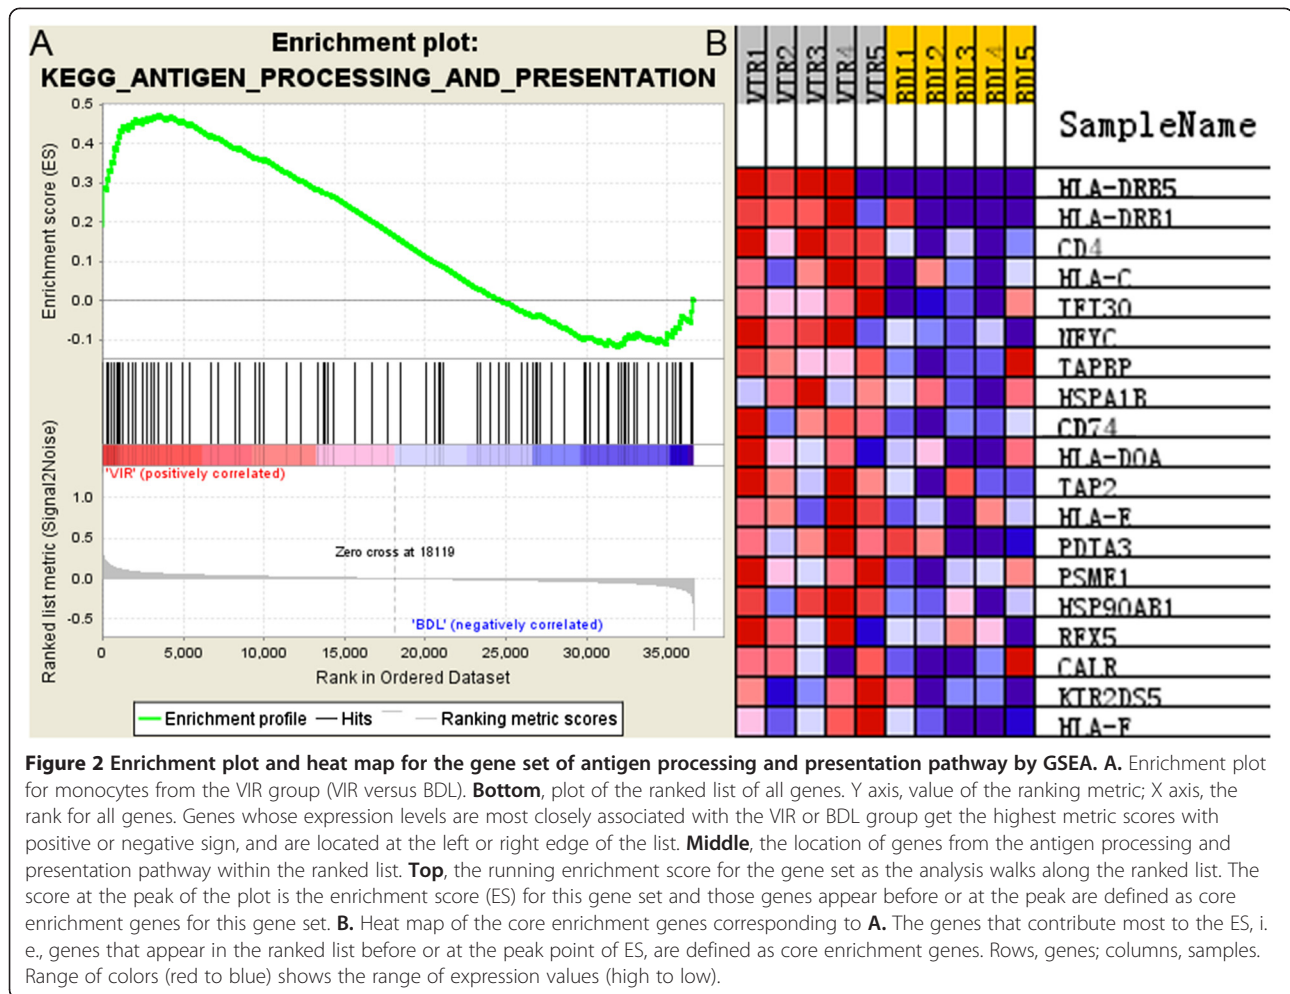 A
Enrichment plot:
KEGG_ANTIGEN_PROCESSING_AND_PRESENTATION
Enrichment score (ES)
0.5
0.4
0.3
0.2
0.1
0.0
-0.1
'VIR' (positively correlated)
Ranked list metric (Signal2Noise)
1.0
0.5
0.0
-0.5
Zero cross at 18119
'BDL' (negatively correlated)
0 5,000 10,000 15,000 20,000 25,000 30,000 35,000
Rank in Ordered Dataset
Enrichment profile Hits Ranking metric scores
B
VIR1 VIR2 VIR3 VIR4 VIR5 BDL1 BDL2 BDL3 BDL4 BDL5
SampleName
HLA-DRB5
HLA-DRB1
CD4
HLA-C
IFI30
NFYC
TAPBP
HSPA1B
CD74
HLA-DOA
TAP2
HLA-E
PDIA3
PSME1
HSP90AB1
RFX5
CALR
KIR2DS5
HLA-F
Figure 2 Enrichment plot and heat map for the gene set of antigen processing and presentation pathway by GSEA. A. Enrichment plot
for monocytes from the VIR group (VIR versus BDL). Bottom, plot of the ranked list of all genes. Y axis, value of the ranking metric; X axis, the
rank for all genes. Genes whose expression levels are most closely associated with the VIR or BDL group get the highest metric scores with
positive or negative sign, and are located at the left or right edge of the list. Middle, the location of genes from the antigen processing and
presentation pathway within the ranked list. Top, the running enrichment score for the gene set as the analysis walks along the ranked list. The
score at the peak of the plot is the enrichment score (ES) for this gene set and those genes appear before or at the peak are defined as core
enrichment genes for this gene set. B. Heat map of the core enrichment genes corresponding to A. The genes that contribute most to the ES, i.
e., genes that appear in the ranked list before or at the peak point of ES, are defined as core enrichment genes. Rows, genes; columns, samples.
Range of colors (red to blue) shows the range of expression values (high to low).